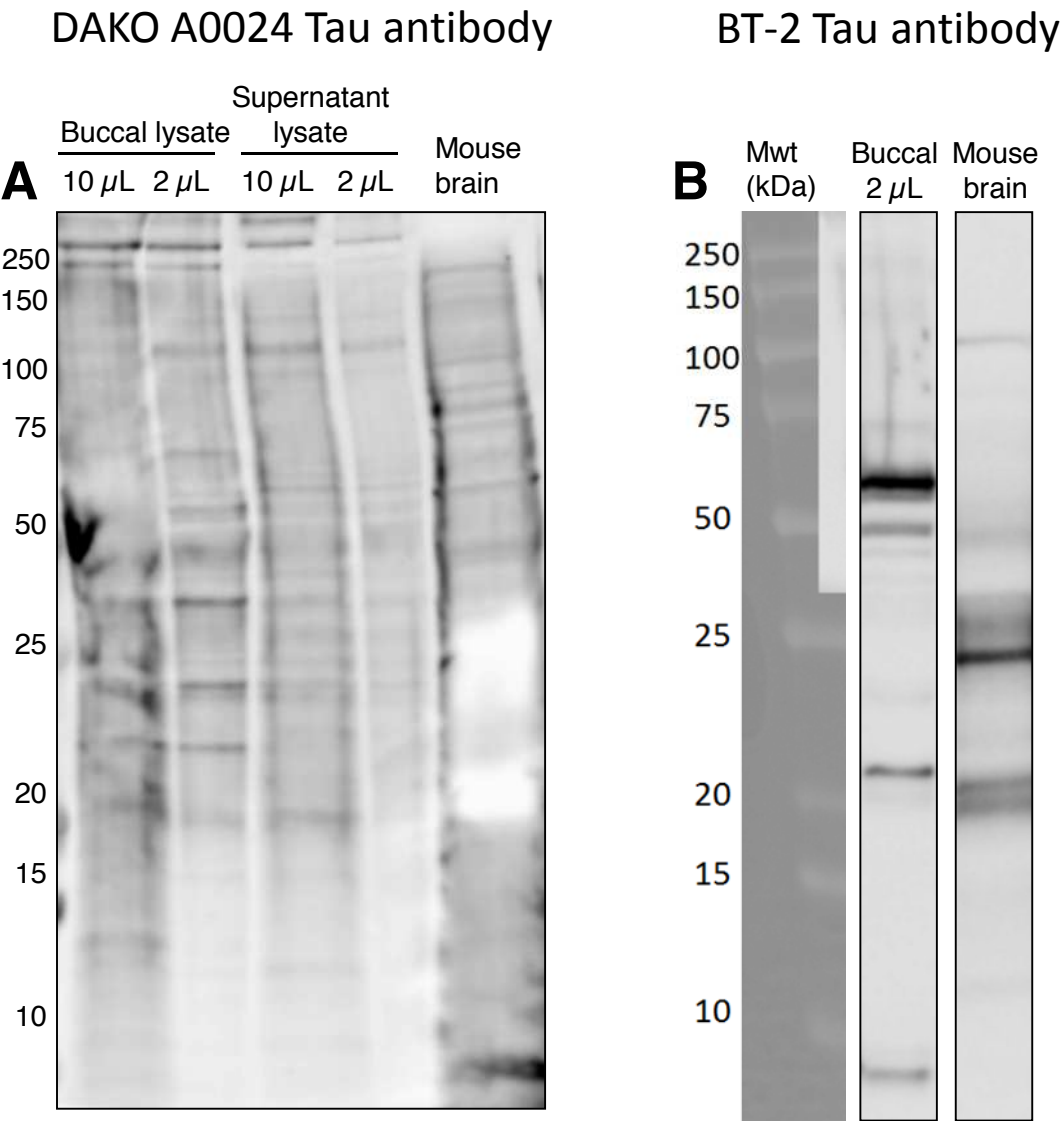 DAKO A0024 Tau antibody
Buccal lysate
Supernatant
lysate
Mouse
brain
A
10 µL 2 µL 10 µL 2 µL
250
150
100
75
50
25
20
15
10
BT-2 Tau antibody
B
Mwt
(kDa)
Buccal
2 µL
Mouse
brain
250
150
100
75
50
25
20
15
10